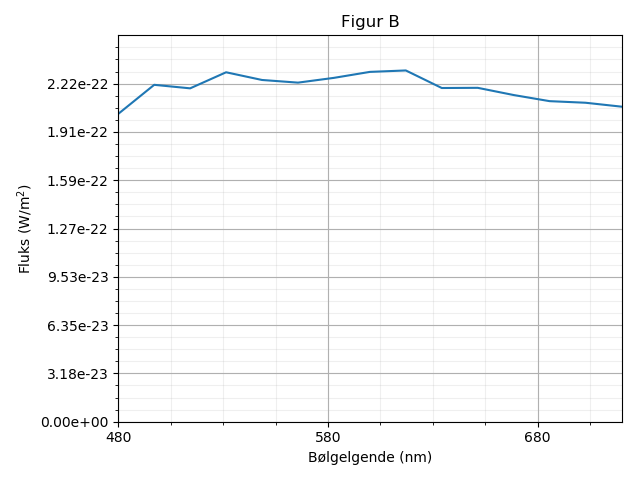 Figur B
2.22e-22
1.91e-22
1.59e-22
1.27e-22
9.53e-23
6.35e-23
3.18e-23
0.00e+00
Fluks (W/m²)
480 580 680
Bølgelgende (nm)